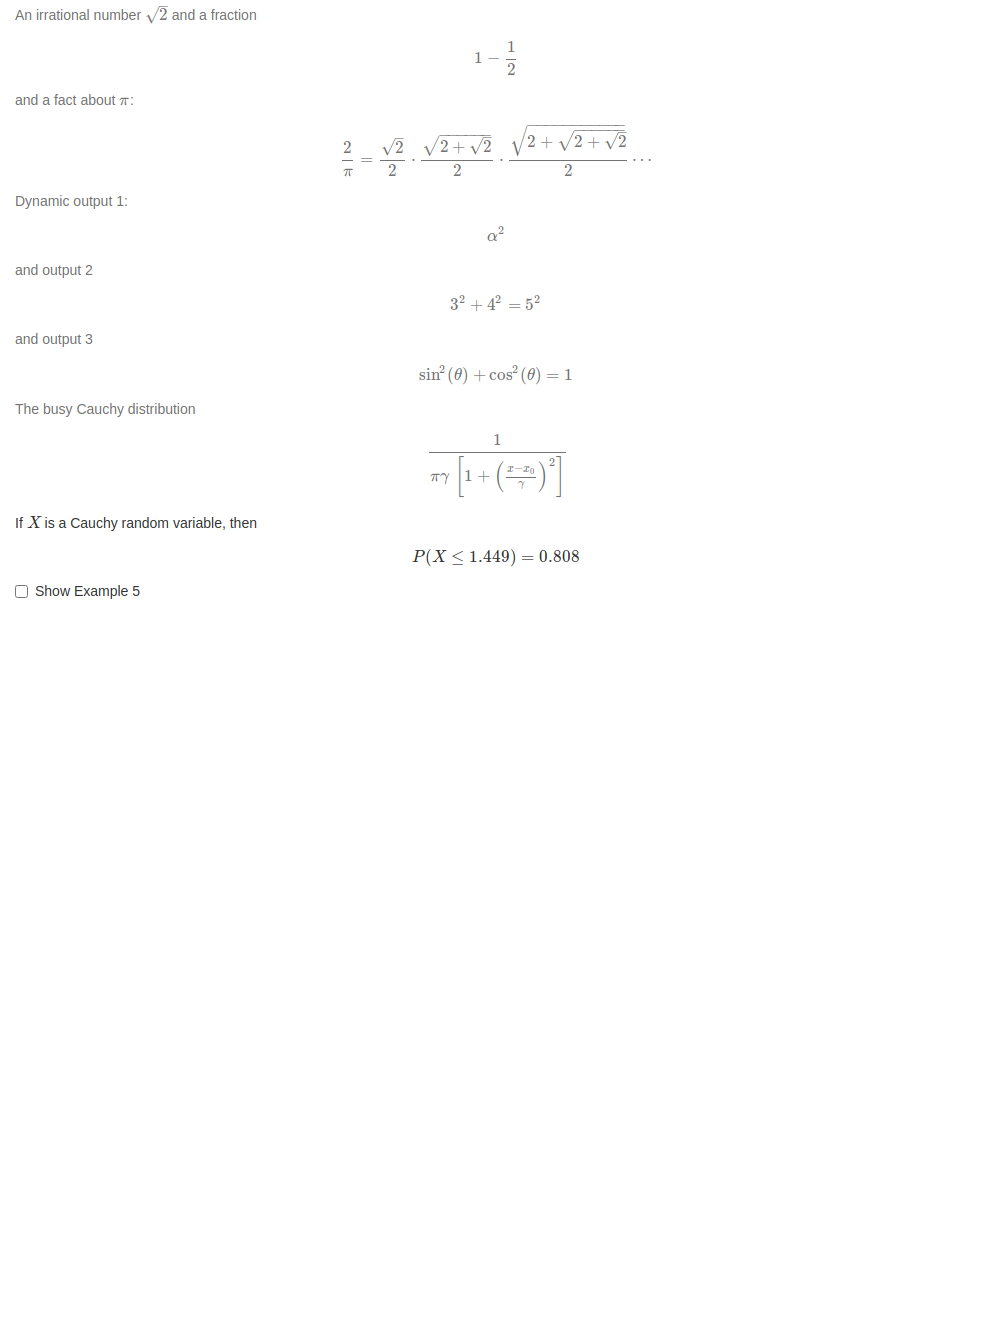 An irrational number $\sqrt{2}$ and a fraction
$1 - \frac{1}{2}$
and a fact about $\pi$:
$\frac{2}{\pi} = \frac{\sqrt{2}}{2} \cdot \frac{\sqrt{2+\sqrt{2}}}{2} \cdot \frac{\sqrt{2+\sqrt{2+\sqrt{2}}}}{2} \cdots$
Dynamic output 1:
$\alpha^2$
and output 2
$3^2 + 4^2 = 5^2$
and output 3
$\sin^2(\theta) + \cos^2(\theta) = 1$
The busy Cauchy distribution
$\frac{1}{\pi\gamma\left[1+\left(\frac{x-x_0}{\gamma}\right)^2\right]}$
If $X$ is a Cauchy random variable, then
$P(X \leq 1.449) = 0.808$
Show Example 5